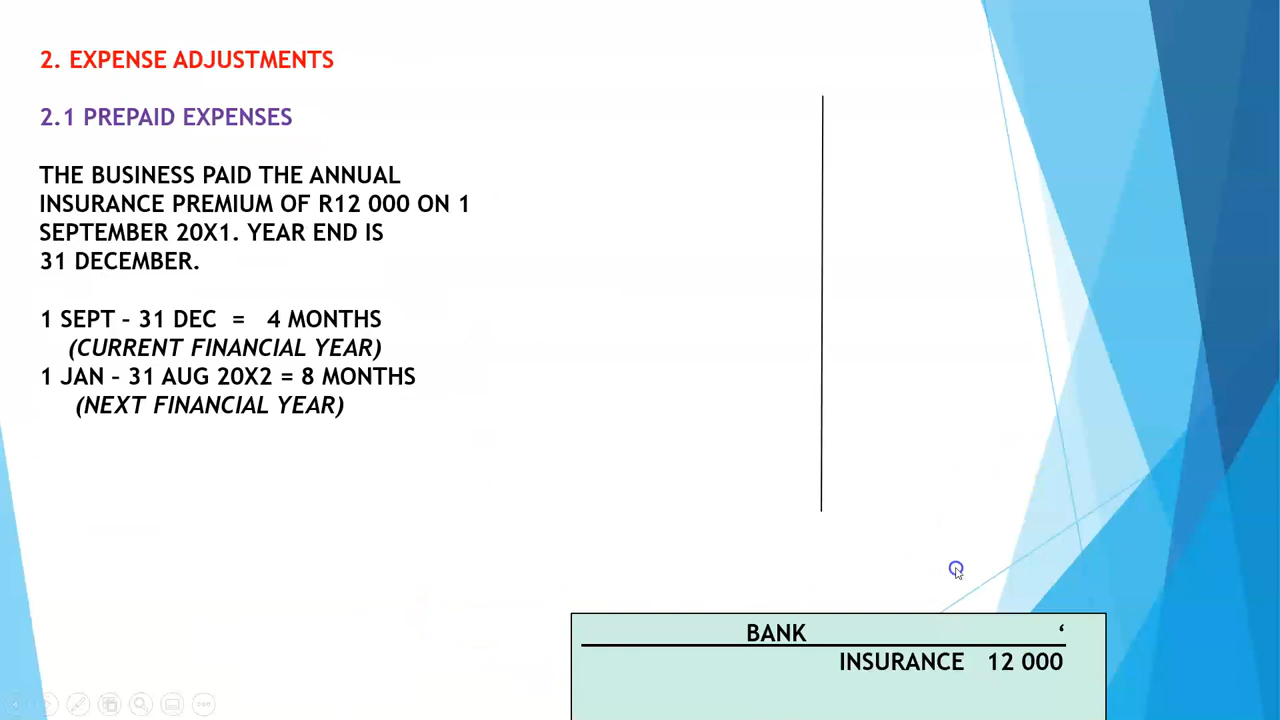 2. EXPENSE ADJUSTMENTS
2.1 PREPAID EXPENSES
THE BUSINESS PAID THE ANNUAL
INSURANCE PREMIUM OF R12 000 ON 1
SEPTEMBER 20X1. YEAR END IS
31 DECEMBER.
1 SEPT – 31 DEC = 4 MONTHS
(CURRENT FINANCIAL YEAR)
1 JAN – 31 AUG 20X2 = 8 MONTHS
(NEXT FINANCIAL YEAR)
BANK ‘
INSURANCE 12 000